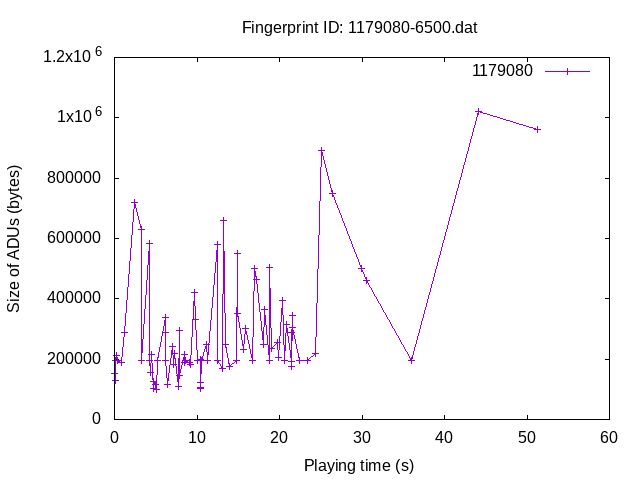 Fingerprint ID: 1179080-6500.dat
1.2x10^6
1179080
1x10^6
800000
600000
400000
200000
0
0 10 20 30 40 50 60
Size of ADUs (bytes)
Playing time (s)